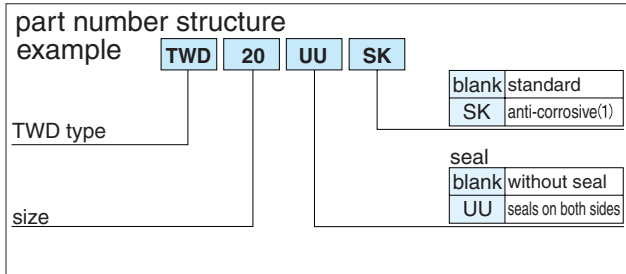 part number structure
example TWD 20 UU SK
blank standard
SK anti-corrosive(1)
TWD type
seal
blank without seal
UU seals on both sides
size